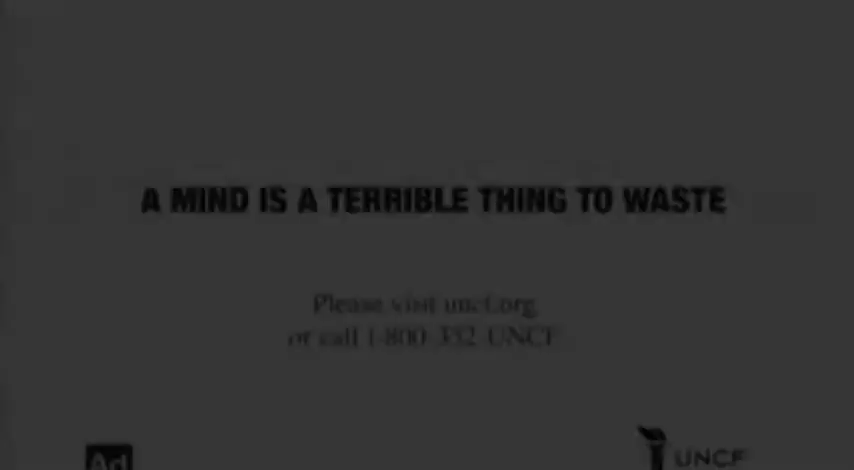 A MIND IS A TERRIBLE THING TO WASTE
Please visit uncf.org
or call 1-800-332-UNCF
Ad
UNCF